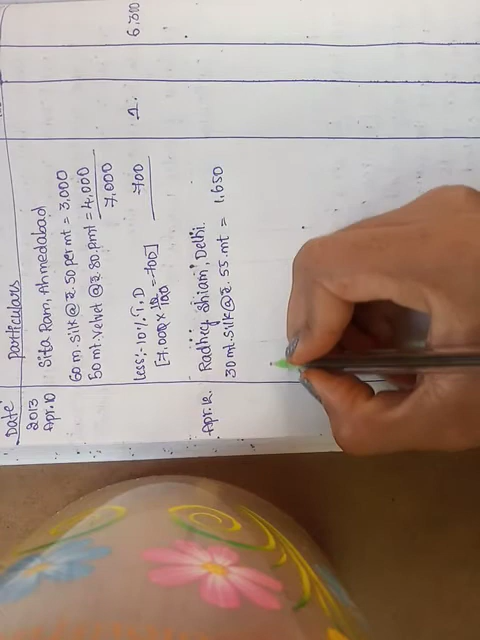 Date Particulars
2013
Apr.10 Sita Ram, Ahmedabad
60 m.silk@₹.50 per mt = 3,000
50 mt.velvet @₹.80.pmt = 4,000
7,000
Less:-10%.T.D 700 1. 6,300
[7,000 × 10/100 = 700]
Apr.12. Radhey Shiam, Delhi.
30 mt.silk@₹.55.mt = 1,650